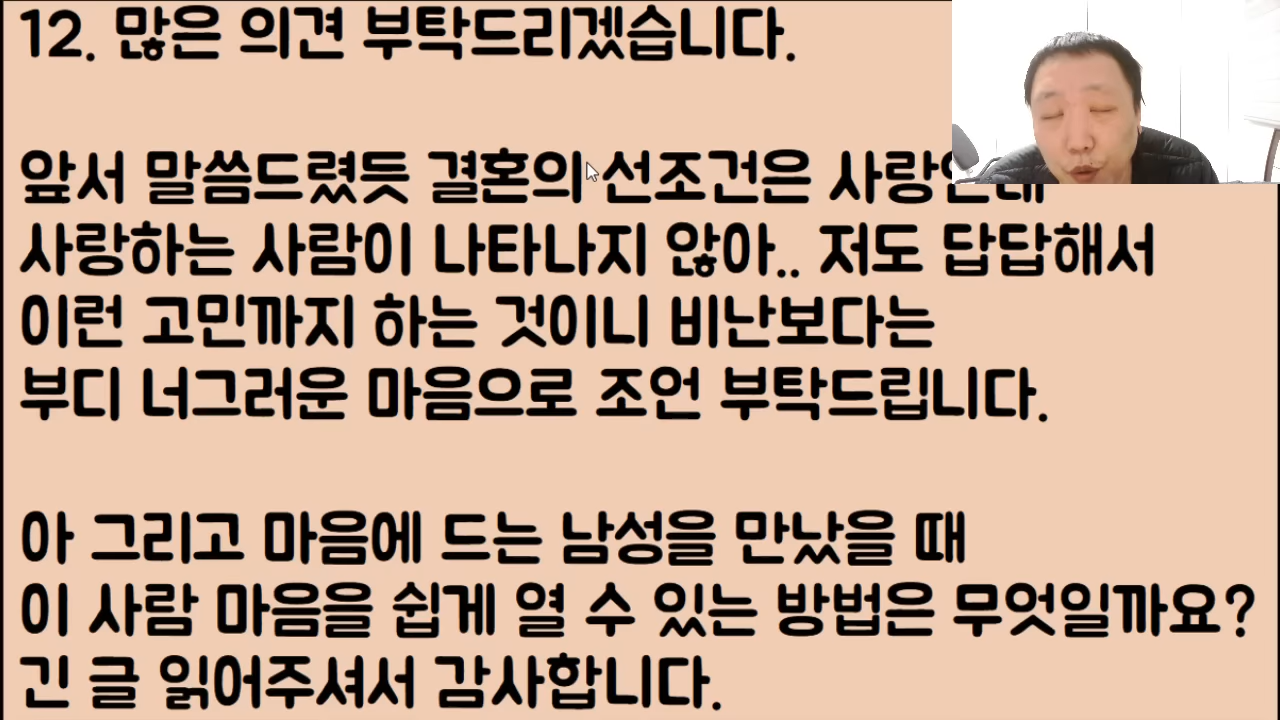 12. 많은 의견 부탁드리겠습니다.
앞서 말씀드렸듯 결혼의 선조건은
사랑하는 사람이 나타나지 않아.. 저도 답답해서
이런 고민까지 하는 것이니 비난보다는
부디 너그러운 마음으로 조언 부탁드립니다.
아 그리고 마음에 드는 남성을 만났을 때
이 사람 마음을 쉽게 열 수 있는 방법은 무엇일까요?
긴 글 읽어주셔서 감사합니다.